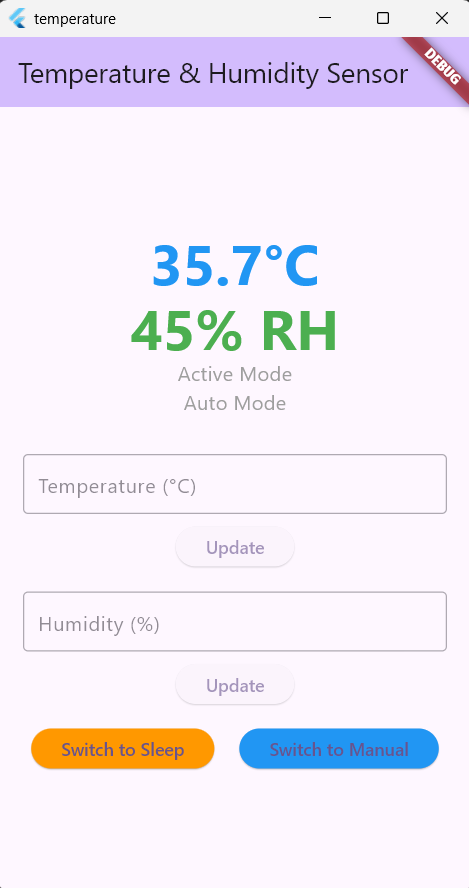 temperature
Temperature & Humidity Sensor
DEBUG
35.7°C
45% RH
Active Mode
Auto Mode
Temperature (°C)
Update
Humidity (%)
Update
Switch to Sleep
Switch to Manual